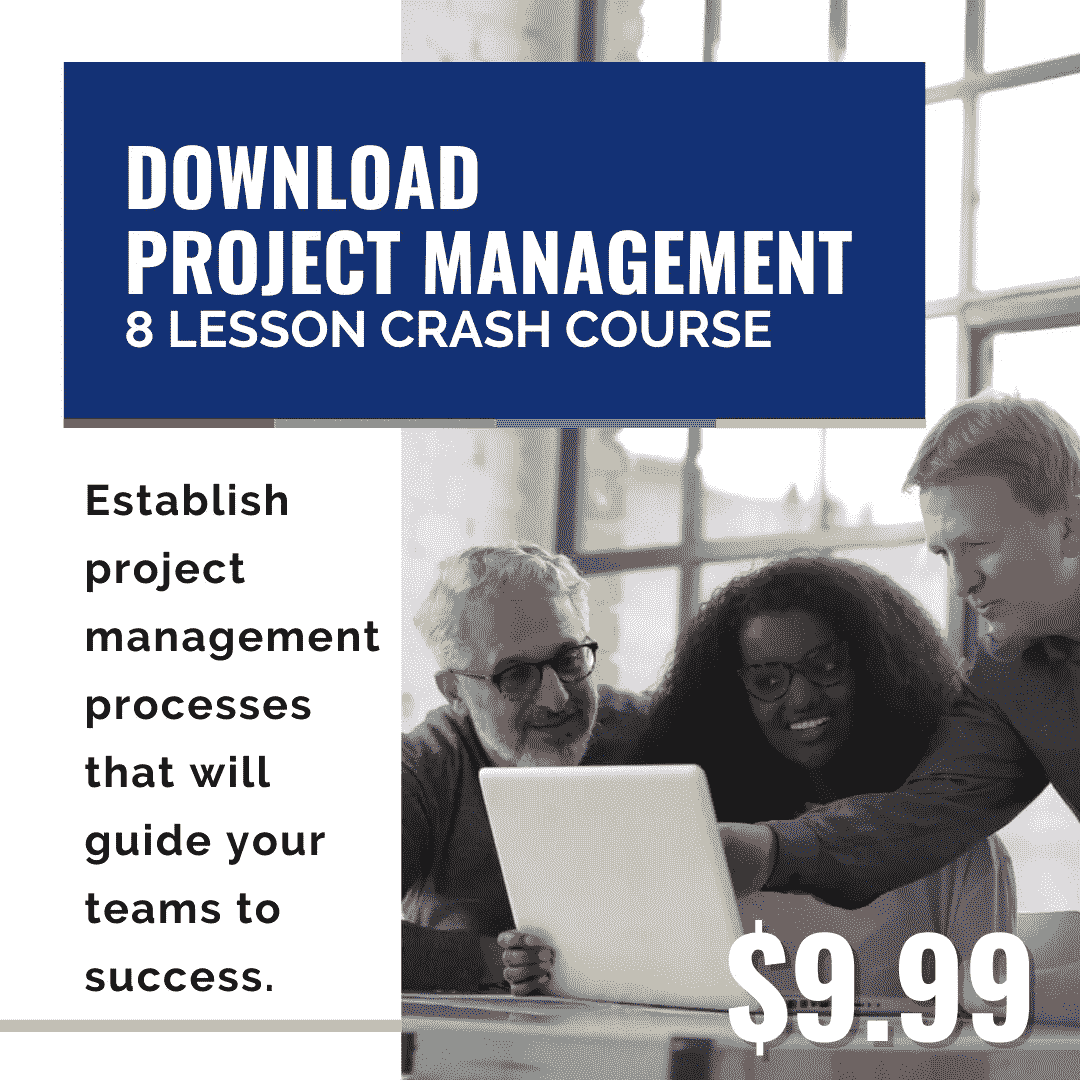 DOWNLOAD
PROJECT MANAGEMENT
8 LESSON CRASH COURSE
Establish
project
management
processes
that will
guide your
teams to
success.
$9.99